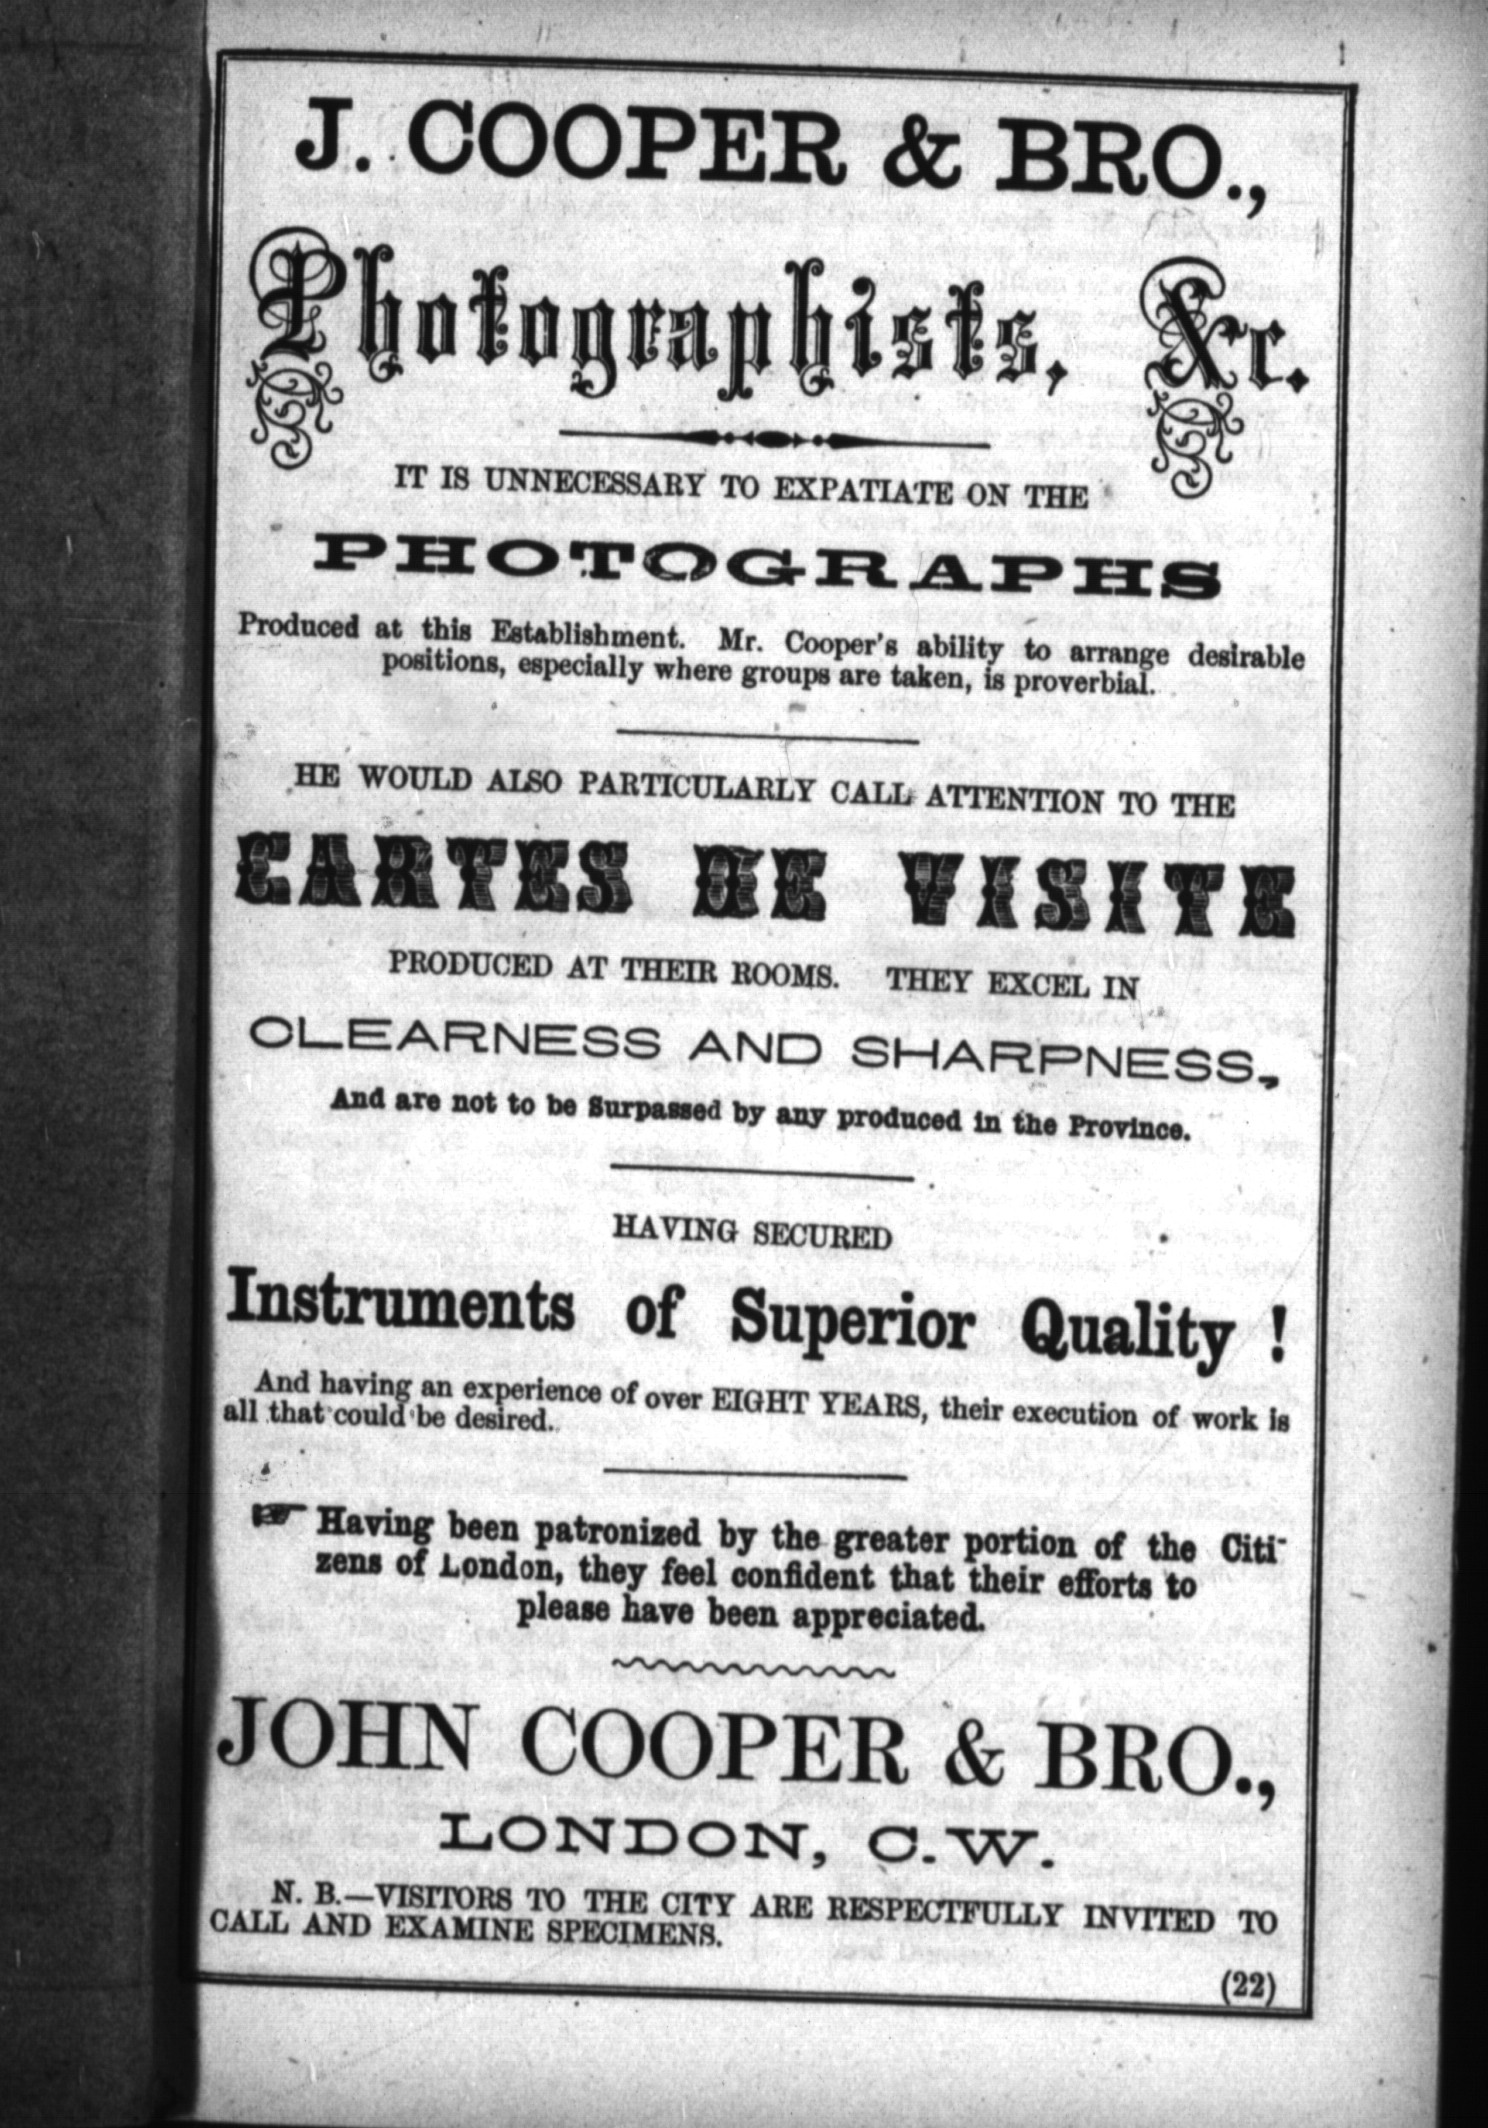 J. COOPER & BRO.,
Photographists, &c.
IT IS UNNECESSARY TO EXPATIATE ON THE
PHOTOGRAPHS
Produced at this Establishment. Mr. Cooper's ability to arrange desirable
positions, especially where groups are taken, is proverbial.
HE WOULD ALSO PARTICULARLY CALL ATTENTION TO THE
CARTES DE VISITE
PRODUCED AT THEIR ROOMS. THEY EXCEL IN
CLEARNESS AND SHARPNESS,
And are not to be Surpassed by any produced in the Province.
HAVING SECURED
Instruments of Superior Quality !
And having an experience of over EIGHT YEARS, their execution of work is
all that could be desired.
☞ Having been patronized by the greater portion of the Citi-
zens of London, they feel confident that their efforts to
please have been appreciated.
JOHN COOPER & BRO.,
LONDON, C.W.
N. B.—VISITORS TO THE CITY ARE RESPECTFULLY INVITED TO
CALL AND EXAMINE SPECIMENS.
(22)